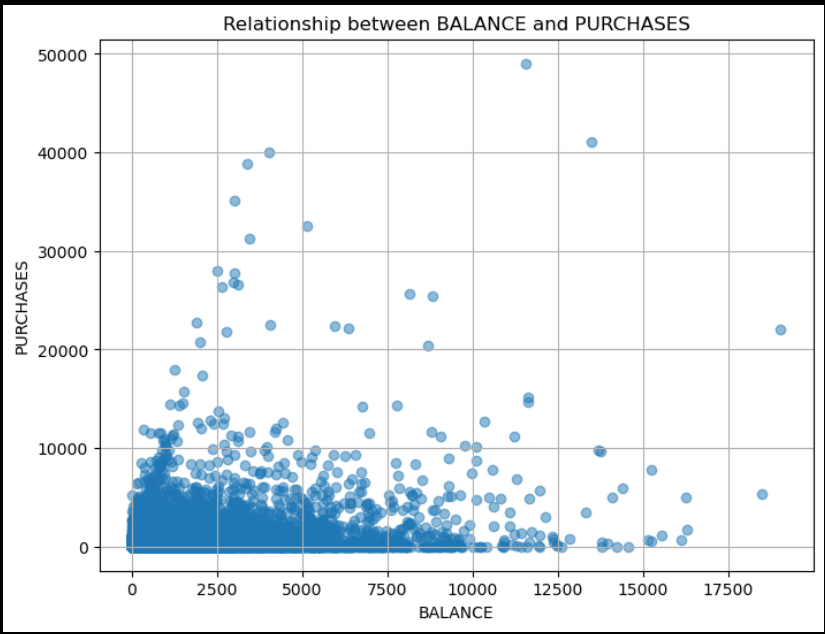 Relationship between BALANCE and PURCHASES
50000
40000
30000
20000
10000
0
PURCHASES
0 2500 5000 7500 10000 12500 15000 17500
BALANCE